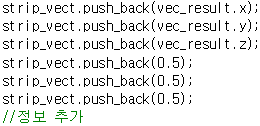 strip_vect.push_back(vec_result.x);
strip_vect.push_back(vec_result.y);
strip_vect.push_back(vec_result.z);
strip_vect.push_back(0.5);
strip_vect.push_back(0.5);
strip_vect.push_back(0.5);
//정보 추가